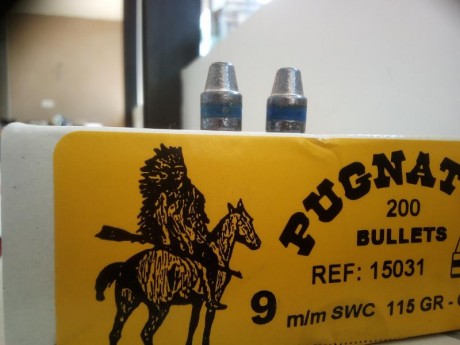 PUGNAT
200
BULLETS
REF: 15031
9 m/m SWC 115 GR -